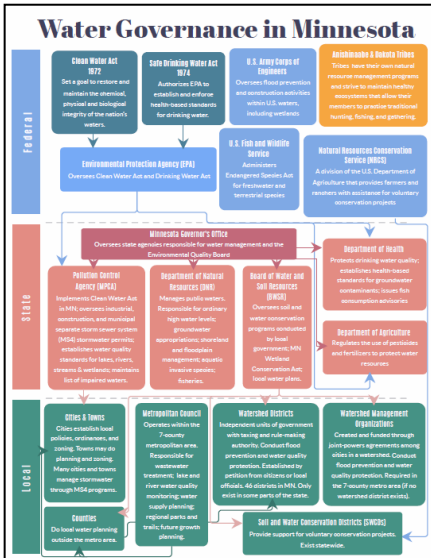 Water Governance in Minnesota
Federal
Clean Water Act
1972
Set a goal to restore and
maintain the chemical,
physical and biological
integrity of the nation's
waters.
Safe Drinking Water Act
1974
Authorizes EPA to
establish and enforce
health-based standards
for drinking water.
U.S. Army Corps of
Engineers
Oversees flood prevention
and construction activities
within U.S. waters,
including wetlands
Anishinaabe & Dakota Tribes
Tribes have their own natural
resource management programs
and strive to maintain healthy
ecosystems that allow their
members to practise traditional
hunting, fishing, and gathering.
Environmental Protection Agency (EPA)
Oversees Clean Water Act and Drinking Water Act
U.S. Fish and Wildlife
Service
Administers
Endangered Species Act
for freshwater and
terrestrial species
Natural Resources Conservation
Service (NRCS)
A division of the U.S. Department of
Agriculture that provides farmers and
ranchers with assistance for voluntary
conservation projects
State
Minnesota Governor's Office
Oversees state agencies responsible for water management and the
Environmental Quality Board
Pollution Control
Agency (MPCA)
Implements Clean Water Act
in MN; oversees industrial,
construction, and municipal
separate storm sewer system
(MS4) stormwater permits;
establishes water quality
standards for lakes, rivers,
streams & wetlands; maintains
list of impaired waters.
Department of Natural
Resources (DNR)
Manages public waters.
Responsible for ordinary
high water levels;
groundwater
appropriations; shoreland
and floodplain
management; aquatic
invasive species;
fisheries.
Board of Water and
Soil Resources
(BWSR)
Oversees soil and
water conservation
programs conducted
by local
government; MN
Wetland Conservation
Act; local water plans.
Department of Health
Protects drinking water quality;
establishes health-based
standards for groundwater
contaminants; issues fish
consumption advisories
Department of Agriculture
Regulates the use of pesticides
and fertilizers to protect water
resources
Local
Cities & Towns
Cities establish local
policies, ordinances, and
zoning. Towns may do
planning and zoning.
Many cities and towns
manage stormwater
through MS4 programs.
Counties
Do local water planning
outside the metro area.
Metropolitan Council
Operates within the
7-county
metropolitan area.
Responsible for
wastewater
treatment; lake and
river water quality
monitoring; water
supply planning;
regional parks and
trails; future growth
planning.
Watershed Districts
Independent units of government
with taxing and rule-making
authority. Conduct flood
prevention and water quality
protection. Established by
petition from citizens or local
officials. 46 districts in MN. Only
exist in some parts of the state.
Watershed Management
Organizations
Created and funded through
joint-powers agreements among
cities in a watershed. Conduct
flood prevention and water
quality protection. Required in
the 7-county metro area (if no
watershed district exists).
Soil and Water Conservation Districts (SWCDs)
Provide support for voluntary conservation projects.
Exist statewide.